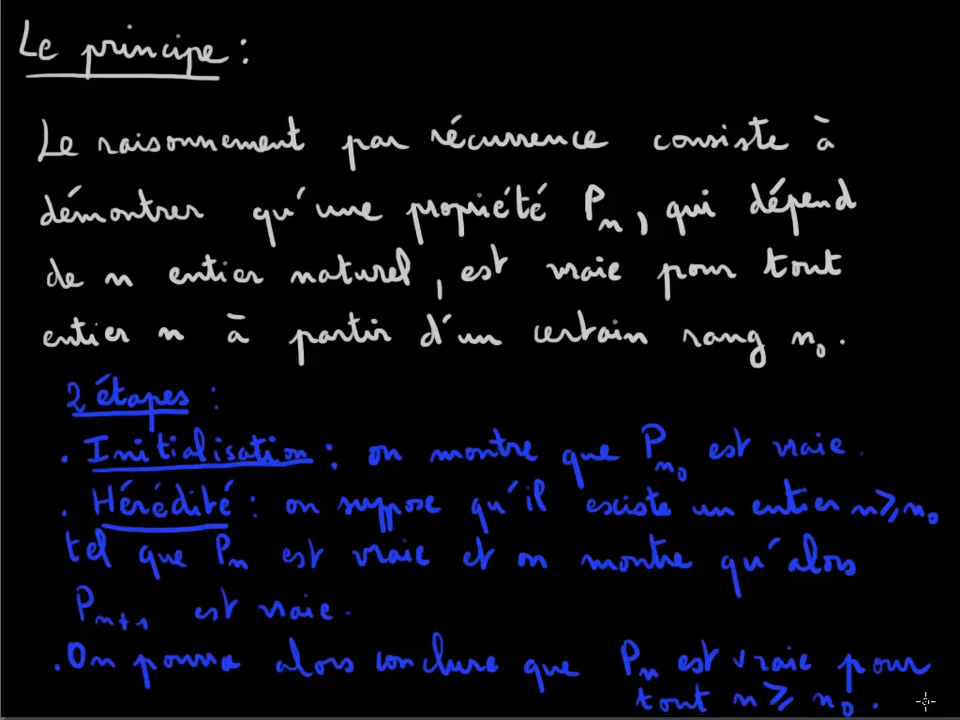 Le principe :
Le raisonnement par récurrence consiste à
démontrer qu'une propriété Pₙ, qui dépend
de n entier naturel, est vraie pour tout
entier n à partir d'un certain rang n₀.
2 étapes :
. Initialisation : on montre que Pₙ₀ est vraie.
. Hérédité : on suppose qu'il existe un entier n ⩾ n₀
tel que Pₙ est vraie et on montre qu'alors
Pₙ₊₁ est vraie.
. On pourra alors conclure que Pₙ est vraie pour
tout n ⩾ n₀.